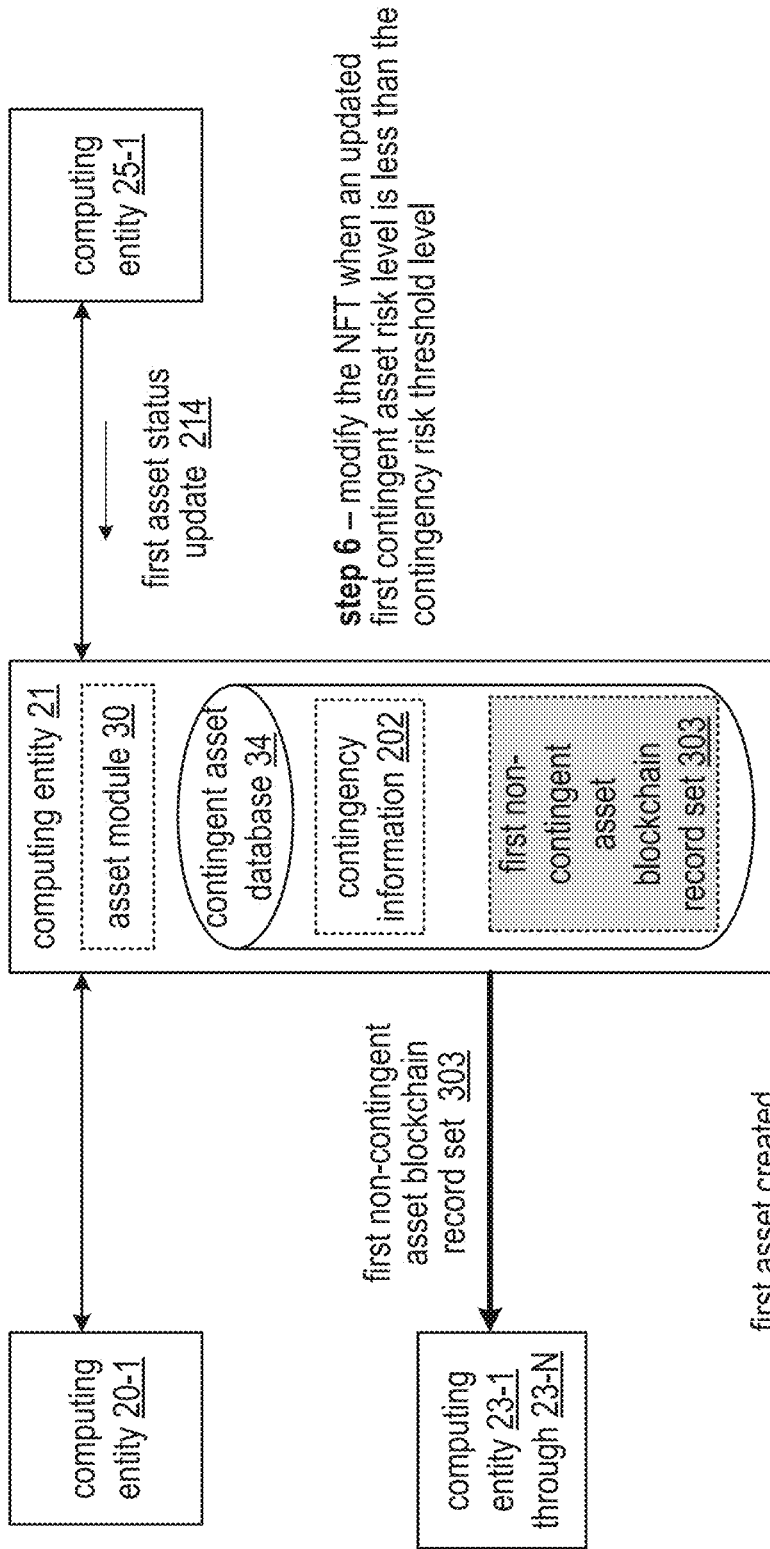 computing
entity 20-1
computing entity 21
asset module 30
contingent asset
database 34
contingency
information 202
first non-
contingent
asset
blockchain
record set 303
computing
entity 25-1
first asset status
update 214
first non-contingent
asset blockchain
record set 303
computing
entity 23-1
through 23-N
step 6 – modify the NFT when an updated
first contingent asset risk level is less than the
contingency risk threshold level
first asset created